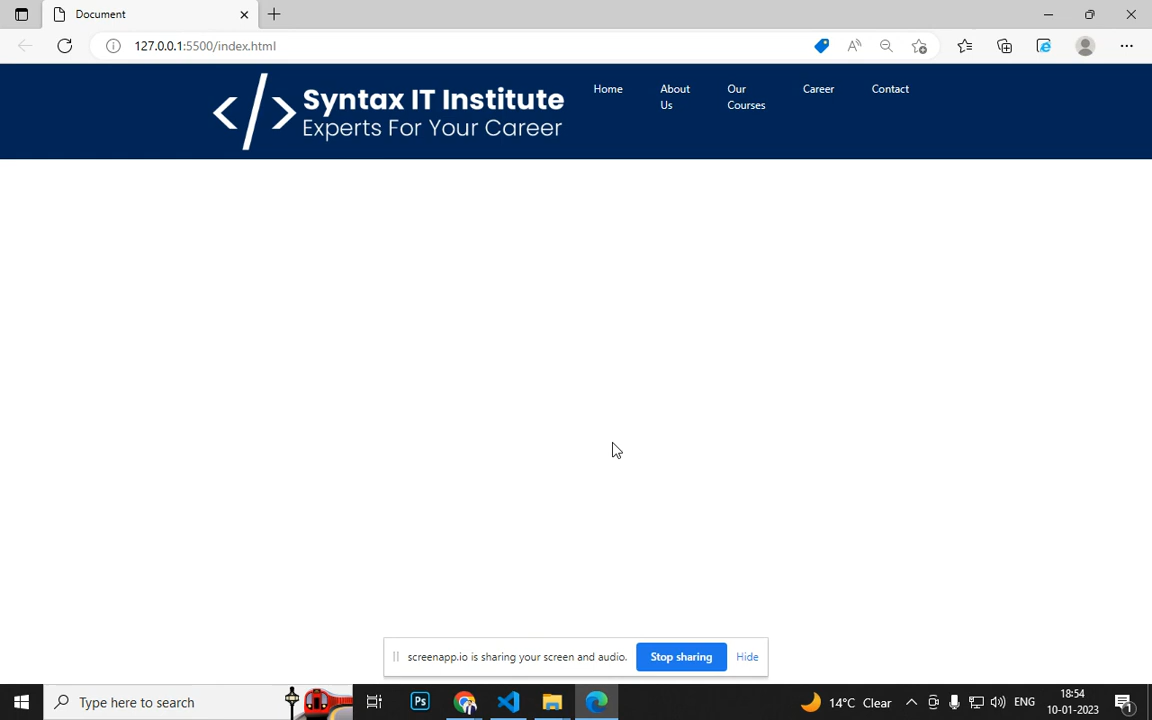 Document
127.0.0.1:5500/index.html
</> Syntax IT Institute
Experts For Your Career
Home
About
Us
Our
Courses
Career
Contact
screenapp.io is sharing your screen and audio.
Stop sharing
Hide
Type here to search
Ps
14°C Clear
ENG
18:54
10-01-2023
1